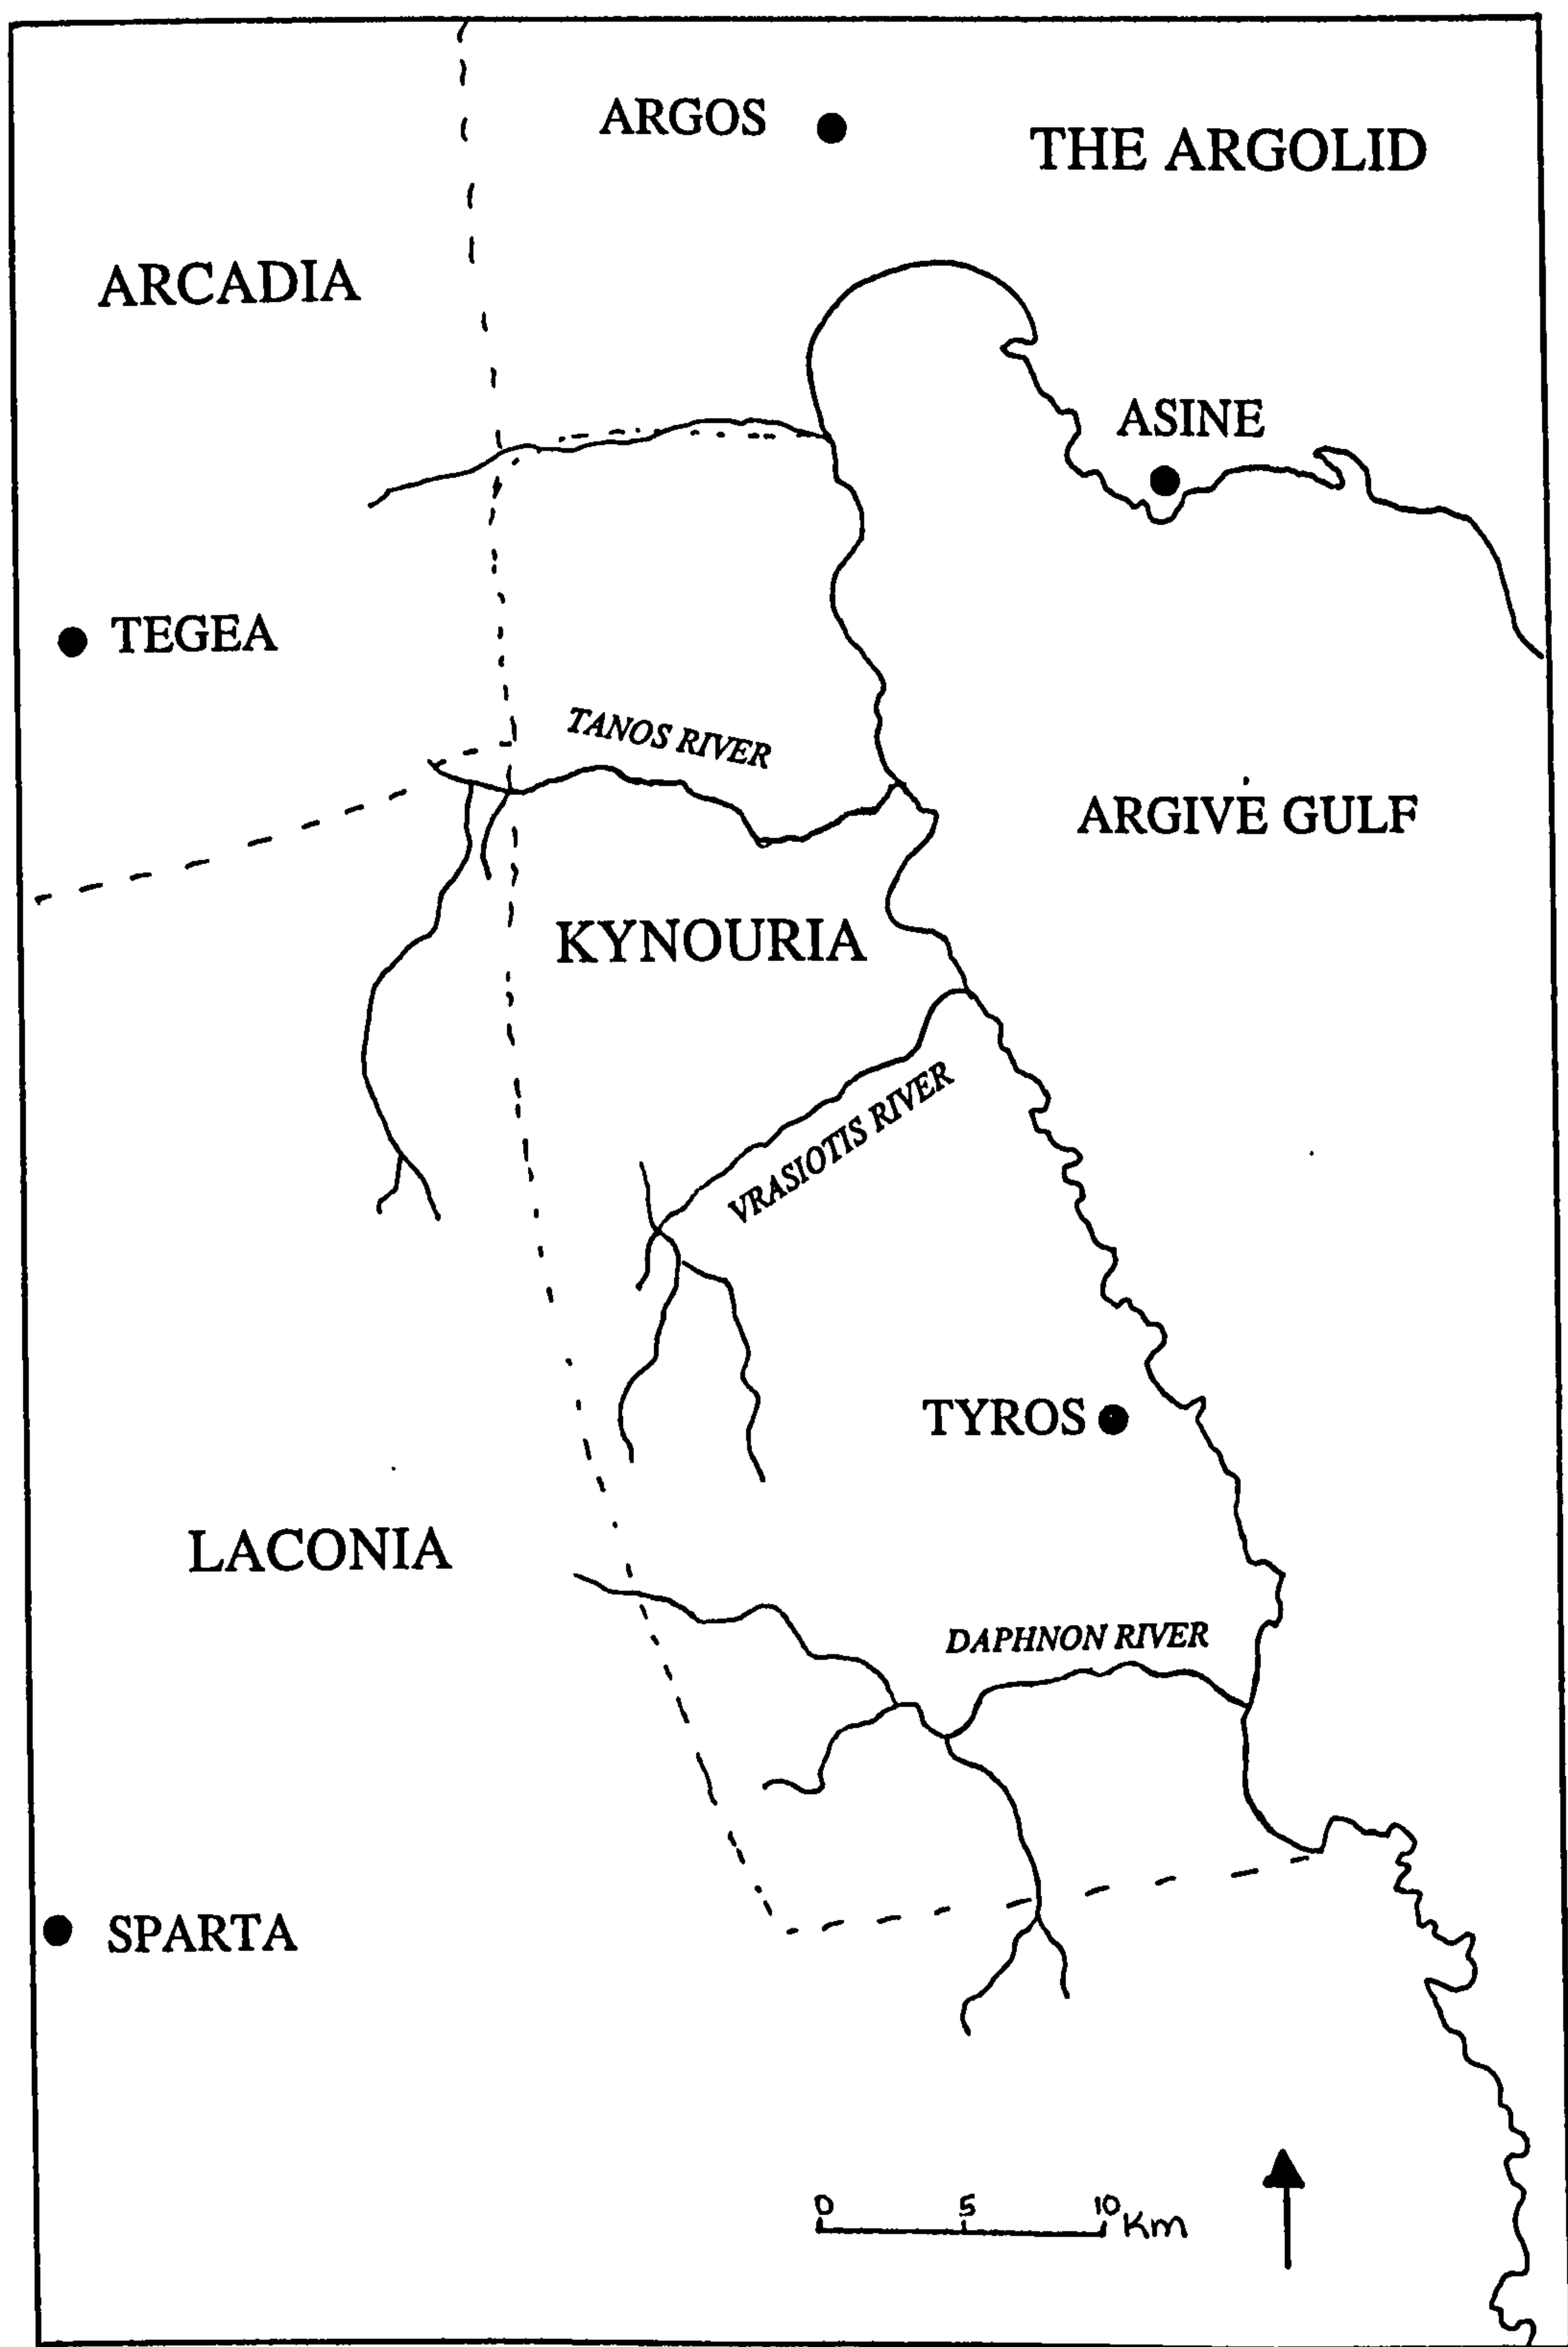 ARGOS
THE ARGOLID
ARCADIA
ASINE
TEGEA
TANOS RIVER
ARGIVE GULF
KYNOURIA
VRASIOTIS RIVER
TYROS
LACONIA
DAPHNON RIVER
SPARTA
0 5 10 Km